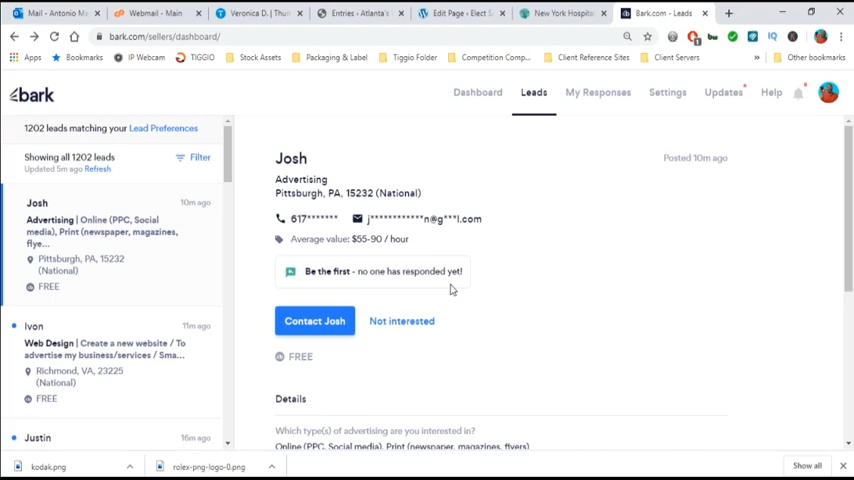 Mail - Antonio M
Webmail - Main
Veronica D. | Thum
Entries ‹ Atlanta's
Edit Page ‹ Elect S
New York Hospita
Bark.com - Leads
bark.com/sellers/dashboard/
Apps
Bookmarks
IP Webcam
TIGGIO
Stock Assets
Packaging & Label
Tiggio Folder
Competition Comp...
Client Reference Sites
Client Servers
»
Other bookmarks
bark
Dashboard
Leads
My Responses
Settings
Updates
Help
1202 leads matching your Lead Preferences
Showing all 1202 leads
Filter
Updated 5m ago Refresh
Josh
10m ago
Advertising | Online (PPC, Social
media), Print (newspaper, magazines,
flye...
Pittsburgh, PA, 15232
(National)
FREE
Ivon
11m ago
Web Design | Create a new website / To
advertise my business/services / Sma...
Richmond, VA, 23225
(National)
FREE
Justin
16m ago
Josh
Posted 10m ago
Advertising
Pittsburgh, PA, 15232 (National)
617*******
j************n@g***l.com
Average value: $55-90 / hour
Be the first - no one has responded yet!
Contact Josh
Not interested
FREE
Details
Which type(s) of advertising are you interested in?
Online (PPC, Social media), Print (newspaper, magazines, flyers)
kodak.png
rolex-png-logo-0.png
Show all